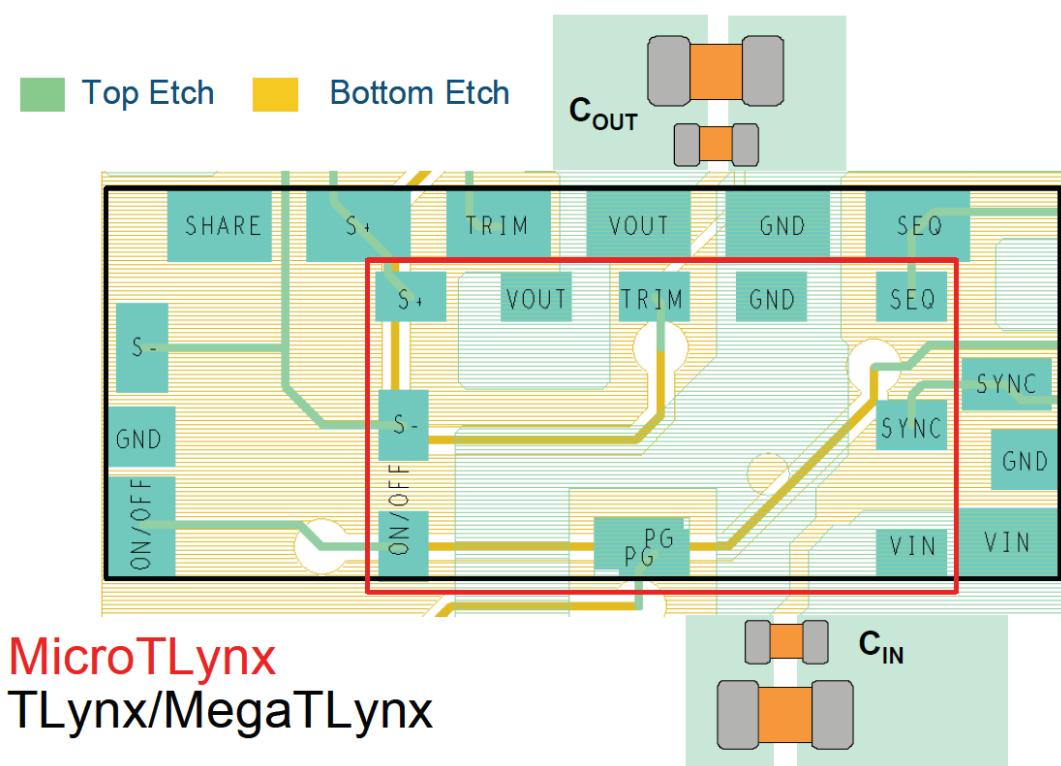 Top Etch
Bottom Etch
COUT
SHARE
S+
TRIM
VOUT
GND
SEQ
S+
VOUT
TRIM
GND
SEQ
S-
SYNC
S-
SYNC
GND
GND
ON/OFF
ON/OFF
PG
PG
VIN
VIN
CIN
MicroTLynx
TLynx/MegaTLynx